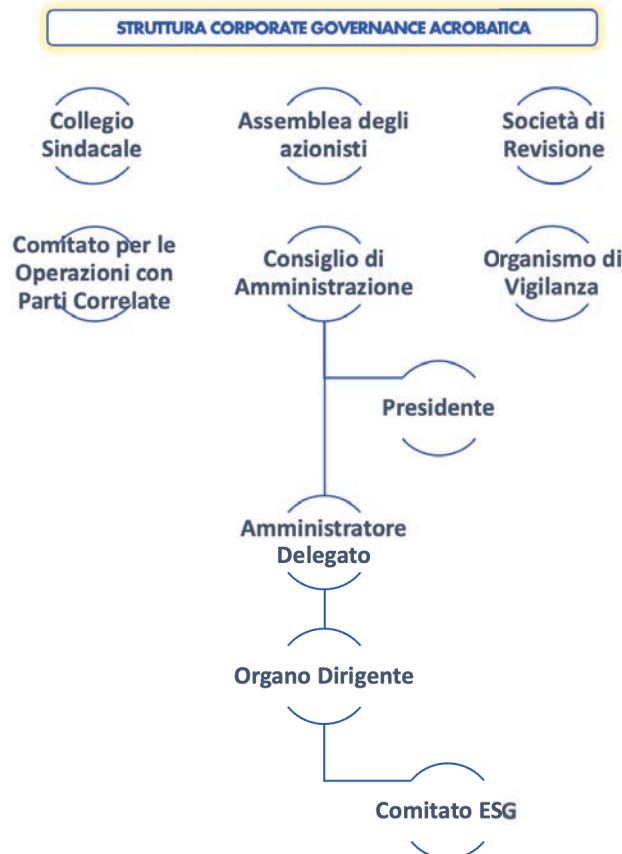 STRUTTURA CORPORATE GOVERNANCE ACROBATICA
Collegio
Sindacale
Assemblea degli
azionisti
Società di
Revisione
Comitato per le
Operazioni con
Parti Correlate
Consiglio di
Amministrazione
Organismo di
Vigilanza
Presidente
Amministratore
Delegato
Organo Dirigente
Comitato ESG